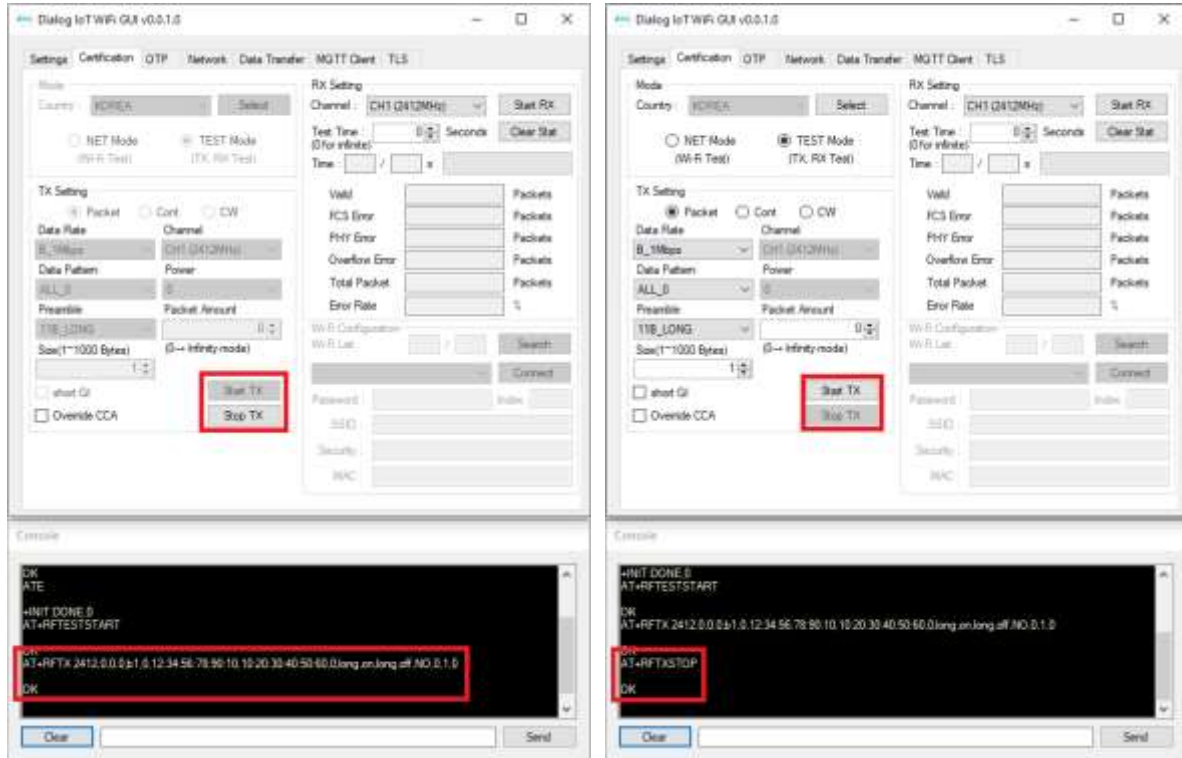 Dialog IoT WiFi GUI v0.0.1.0
Settings Certification OTP Network Data Transfer MQTT Client TLS
Mode
Country : KOREA Select
NET Mode TEST Mode
(Wi-Fi Test) (TX, RX Test)
TX Setting
Packet Cont CW
Data Rate Channel
B_1Mbps CH1 (2412MHz)
Data Pattern Power
ALL_0 0
Preamble Packet Amount
11B_LONG 0
Size(1~1000 Bytes) (0→ Infinity-mode)
1
short GI Start TX
Override CCA Stop TX
RX Setting
Channel : CH1 (2412MHz) Start RX
Test Time : 0 Seconds Clear Stat
(0 for infinite)
Time : / s
Valid Packets
FCS Error Packets
PHY Error Packets
Overflow Error Packets
Total Packet Packets
Error Rate %
Wi-Fi Configuration
Wi-Fi List : / Search
Connect
Password : Index :
SSID :
Security :
MAC :
Console
OK
ATE
+INIT:DONE,0
AT+RFTESTSTART
OK
AT+RFTX 2412,0,0,0,b1,0,12:34:56:78:90:10,10:20:30:40:50:60,0,long,on,long,off,NO,0,1,0
OK
Clear Send
Dialog IoT WiFi GUI v0.0.1.0
Settings Certification OTP Network Data Transfer MQTT Client TLS
Mode
Country : KOREA Select
NET Mode TEST Mode
(Wi-Fi Test) (TX, RX Test)
TX Setting
Packet Cont CW
Data Rate Channel
B_1Mbps CH1 (2412MHz)
Data Pattern Power
ALL_0 0
Preamble Packet Amount
11B_LONG 0
Size(1~1000 Bytes) (0→ Infinity-mode)
1
short GI Start TX
Override CCA Stop TX
RX Setting
Channel : CH1 (2412MHz) Start RX
Test Time : 0 Seconds Clear Stat
(0 for infinite)
Time : / s
Valid Packets
FCS Error Packets
PHY Error Packets
Overflow Error Packets
Total Packet Packets
Error Rate %
Wi-Fi Configuration
Wi-Fi List : / Search
Connect
Password : Index :
SSID :
Security :
MAC :
Console
+INIT:DONE,0
AT+RFTESTSTART
OK
AT+RFTX 2412,0,0,0,b1,0,12:34:56:78:90:10,10:20:30:40:50:60,0,long,on,long,off,NO,0,1,0
OK
AT+RFTXSTOP
OK
Clear Send